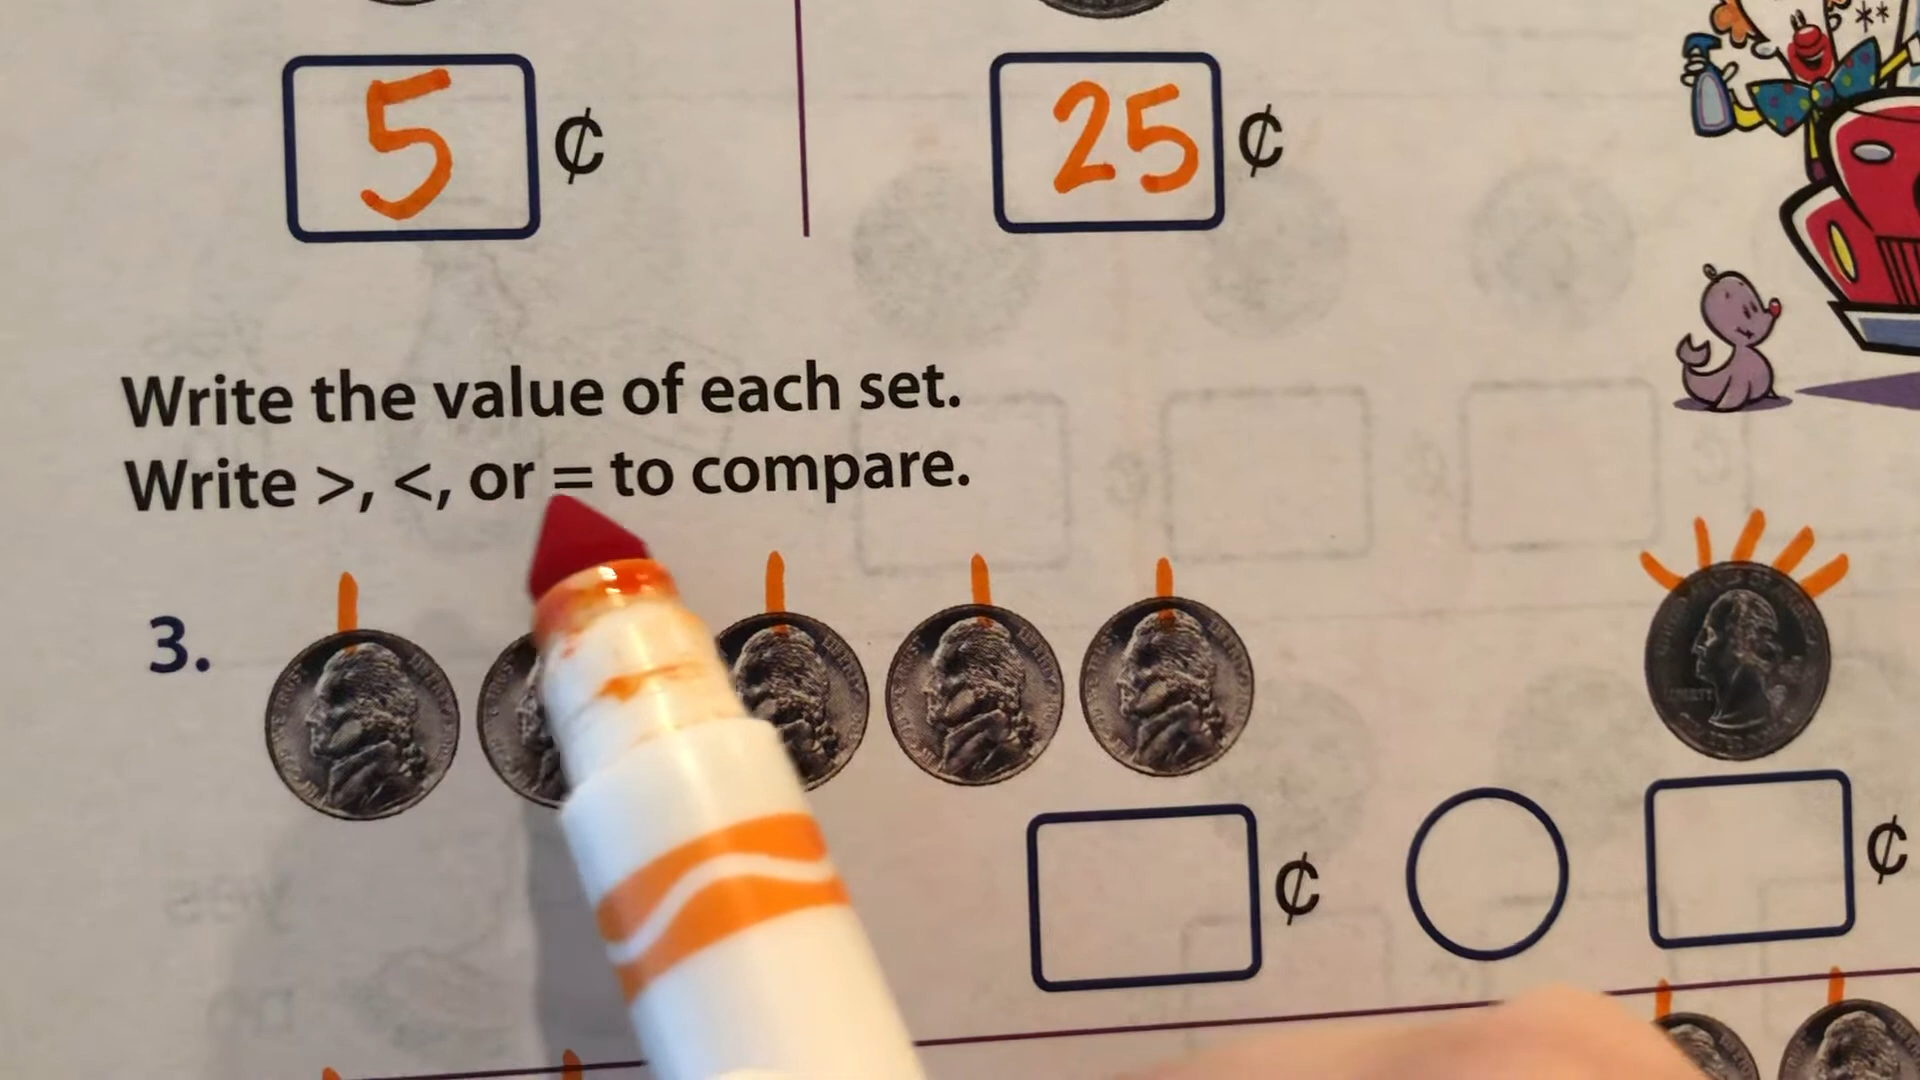 5 ¢
25 ¢
Write the value of each set.
Write >, <, or = to compare.
3.
¢
¢